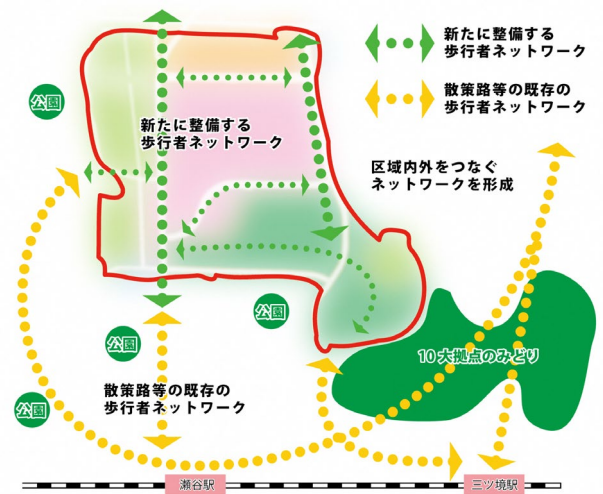 新たに整備する
歩行者ネットワーク
散策路等の既存の
歩行者ネットワーク
公園
新たに整備する
歩行者ネットワーク
区域内外をつなぐ
ネットワークを形成
公園
公園
10大拠点のみどり
散策路等の既存の
歩行者ネットワーク
公園
瀬谷駅
三ツ境駅